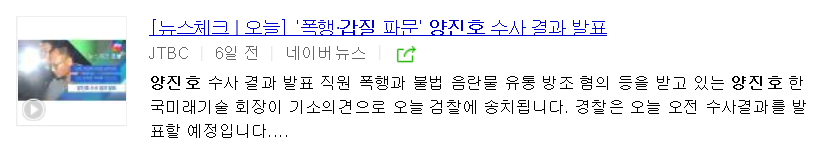 [뉴스체크 | 오늘] '폭행·갑질 파문' 양진호 수사 결과 발표
JTBC | 6일 전 | 네이버뉴스 |
양진호 수사 결과 발표 직원 폭행과 불법 음란물 유통 방조 혐의 등을 받고 있는 양진호 한
국미래기술 회장이 기소의견으로 오늘 검찰에 송치됩니다. 경찰은 오늘 오전 수사결과를 발
표할 예정입니다....